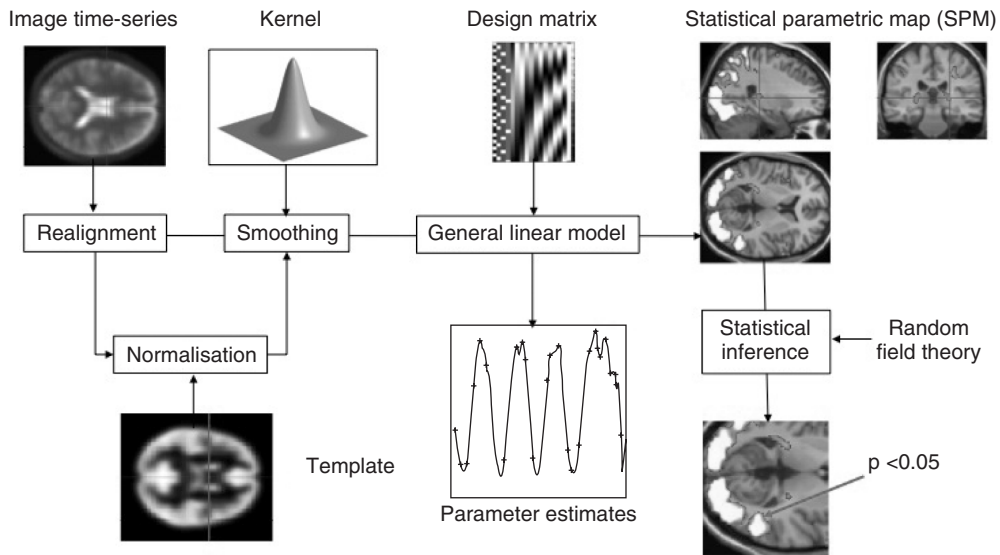 Image time-series
Kernel
Design matrix
Statistical parametric map (SPM)
Realignment
Smoothing
General linear model
Normalisation
Statistical
inference
Random
field theory
Template
p <0.05
Parameter estimates